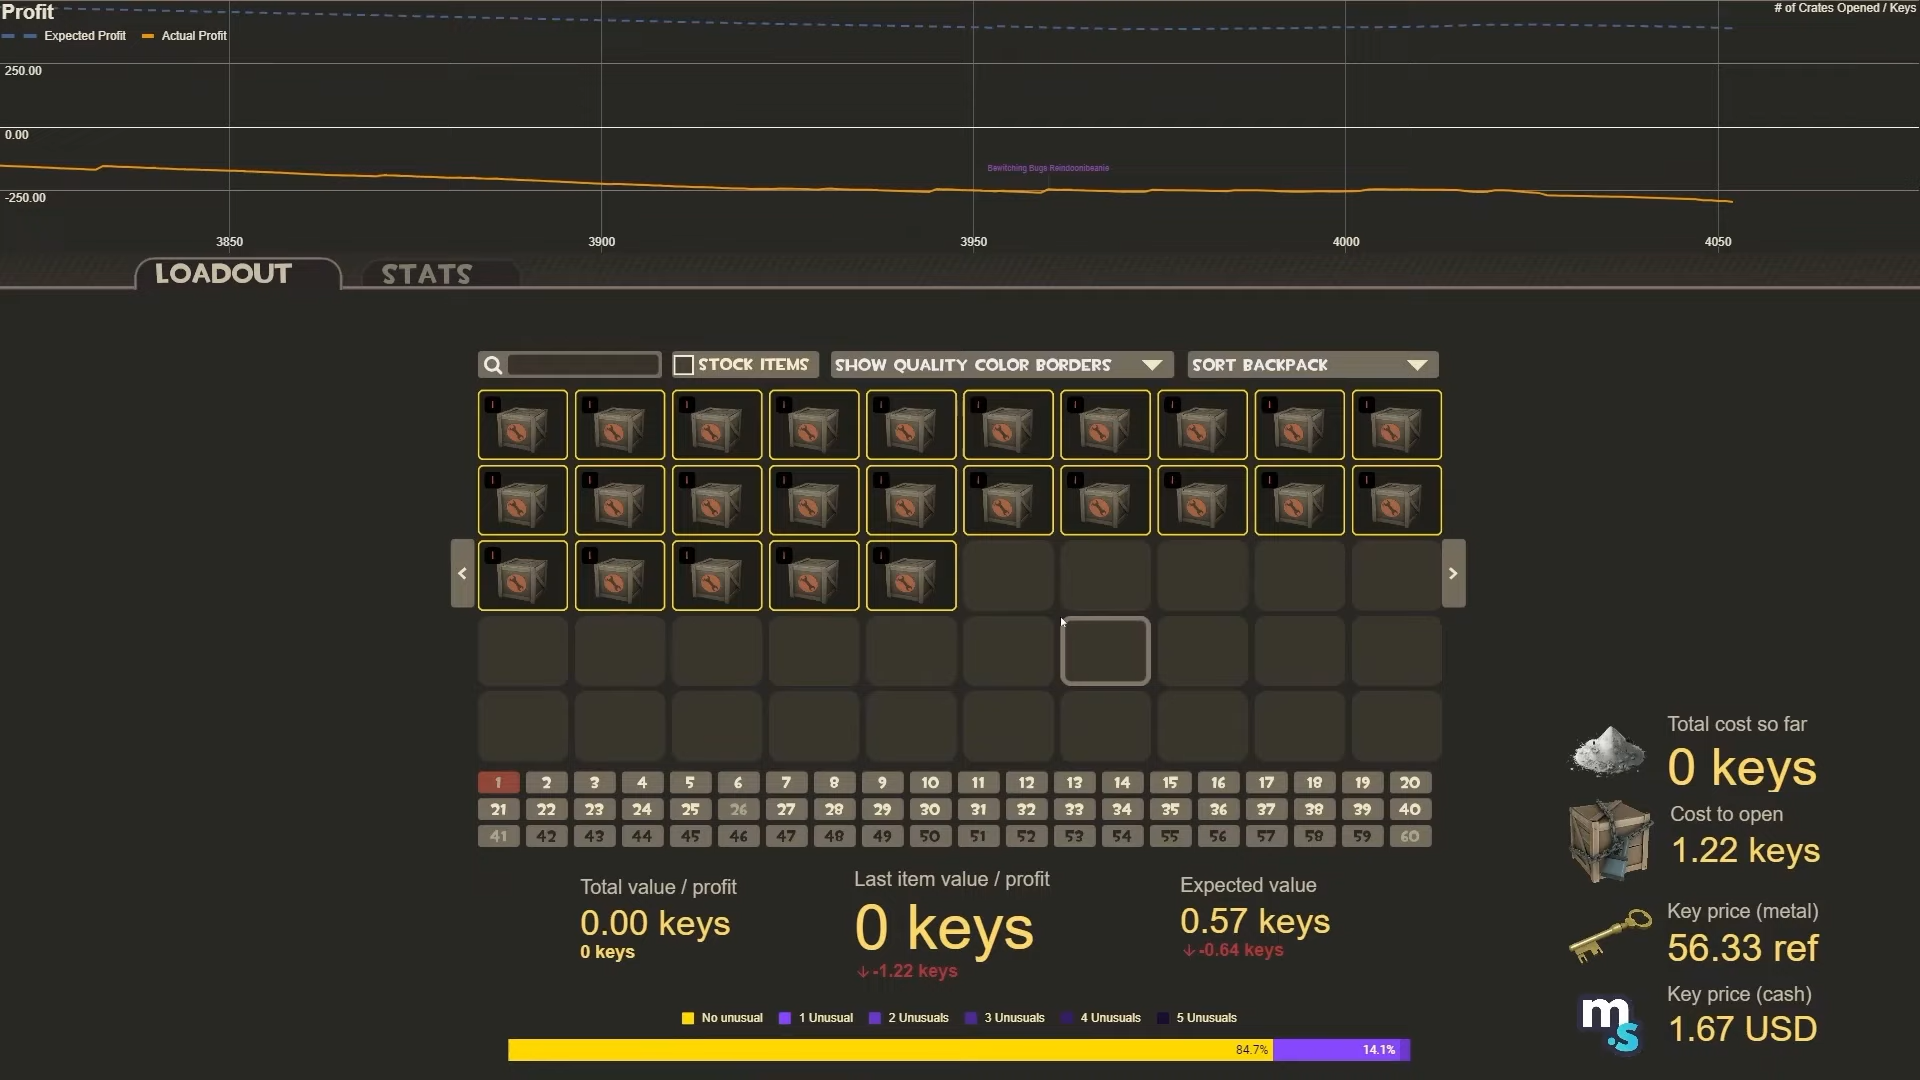 Profit
# of Crates Opened / Keys
Expected Profit
Actual Profit
250.00
0.00
Bewitching Bugs Reindoonibeanie
-250.00
3850
3900
3950
4000
4050
LOADOUT
STATS
STOCK ITEMS
SHOW QUALITY COLOR BORDERS
SORT BACKPACK
<
>
1 2 3 4 5 6 7 8 9 10 11 12 13 14 15 16 17 18 19 20
21 22 23 24 25 26 27 28 29 30 31 32 33 34 35 36 37 38 39 40
41 42 43 44 45 46 47 48 49 50 51 52 53 54 55 56 57 58 59 60
Total value / profit
0.00 keys
0 keys
Last item value / profit
0 keys
↓-1.22 keys
Expected value
0.57 keys
↓-0.64 keys
Total cost so far
0 keys
Cost to open
1.22 keys
Key price (metal)
56.33 ref
Key price (cash)
1.67 USD
m.s
No unusual
1 Unusual
2 Unusuals
3 Unusuals
4 Unusuals
5 Unusuals
84.7%
14.1%